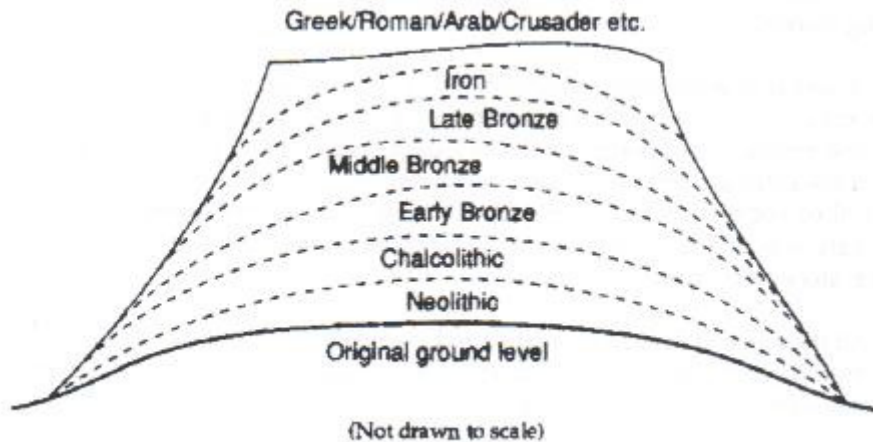 Greek/Roman/Arab/Crusader etc.
Iron
Late Bronze
Middle Bronze
Early Bronze
Chalcolithic
Neolithic
Original ground level
(Not drawn to scale)